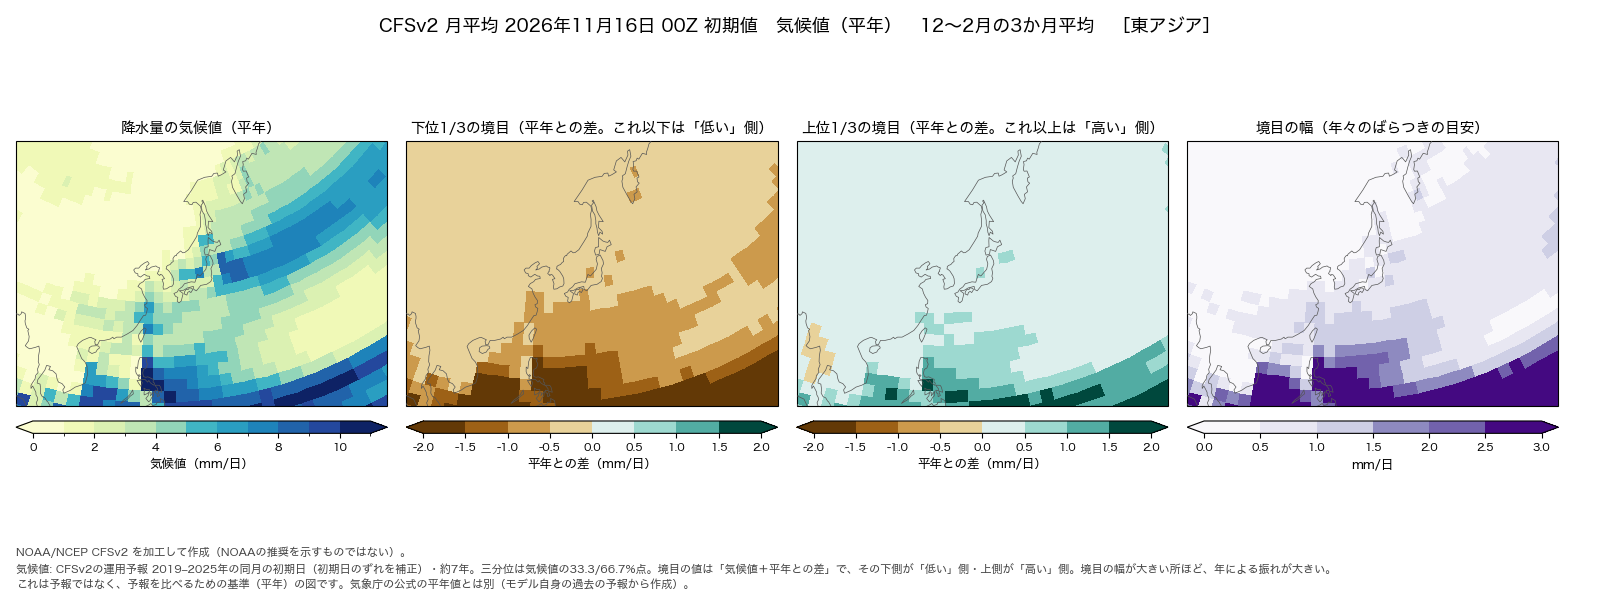 CFSv2 月平均 2026年11月16日 00Z 初期値　気候値（平年）　12～2月の3か月平均　［東アジア］
降水量の気候値（平年）
下位1/3の境目（平年との差。これ以下は「低い」側）
上位1/3の境目（平年との差。これ以上は「高い」側）
境目の幅（年々のばらつきの目安）
0 2 4 6 8 10
気候値（mm/日）
-2.0 -1.5 -1.0 -0.5 0.0 0.5 1.0 1.5 2.0
平年との差（mm/日）
-2.0 -1.5 -1.0 -0.5 0.0 0.5 1.0 1.5 2.0
平年との差（mm/日）
0.0 0.5 1.0 1.5 2.0 2.5 3.0
mm/日
NOAA/NCEP CFSv2 を加工して作成（NOAAの推奨を示すものではない）。
気候値: CFSv2の運用予報 2019–2025年の同月の初期日（初期日のずれを補正）・約7年。三分位は気候値の33.3/66.7%点。境目の値は「気候値＋平年との差」で、その下側が「低い」側・上側が「高い」側。境目の幅が大きい所ほど、年による振れが大きい。
これは予報ではなく、予報を比べるための基準（平年）の図です。気象庁の公式の平年値とは別（モデル自身の過去の予報から作成）。